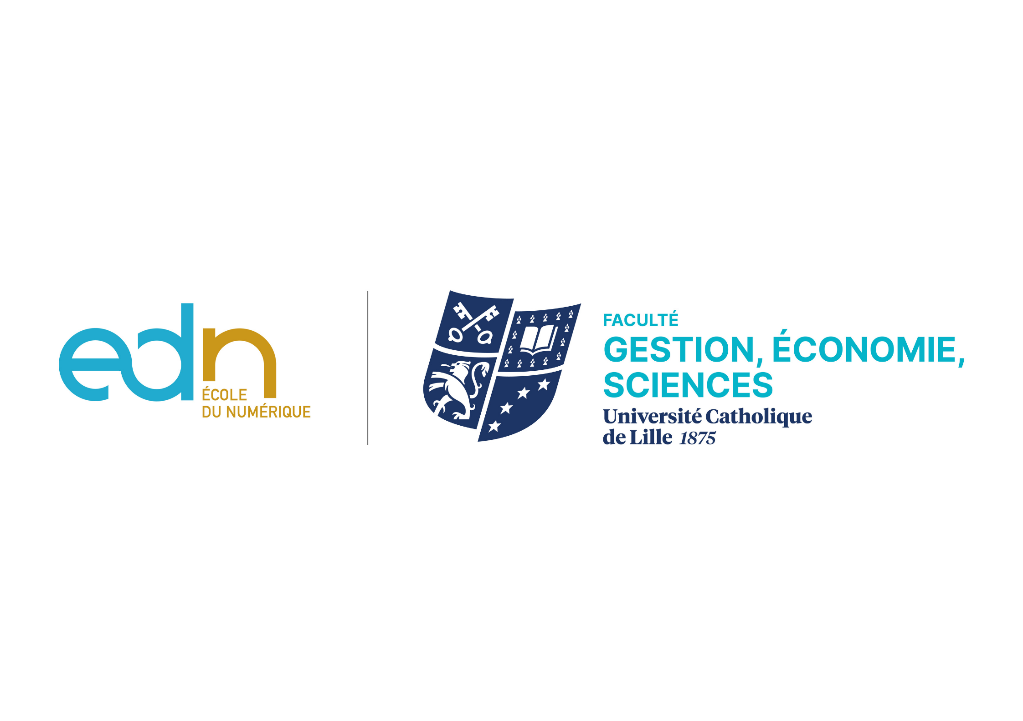 edn
ÉCOLE
DU NUMÉRIQUE
FACULTÉ
GESTION, ÉCONOMIE,
SCIENCES
Université Catholique
de Lille 1875